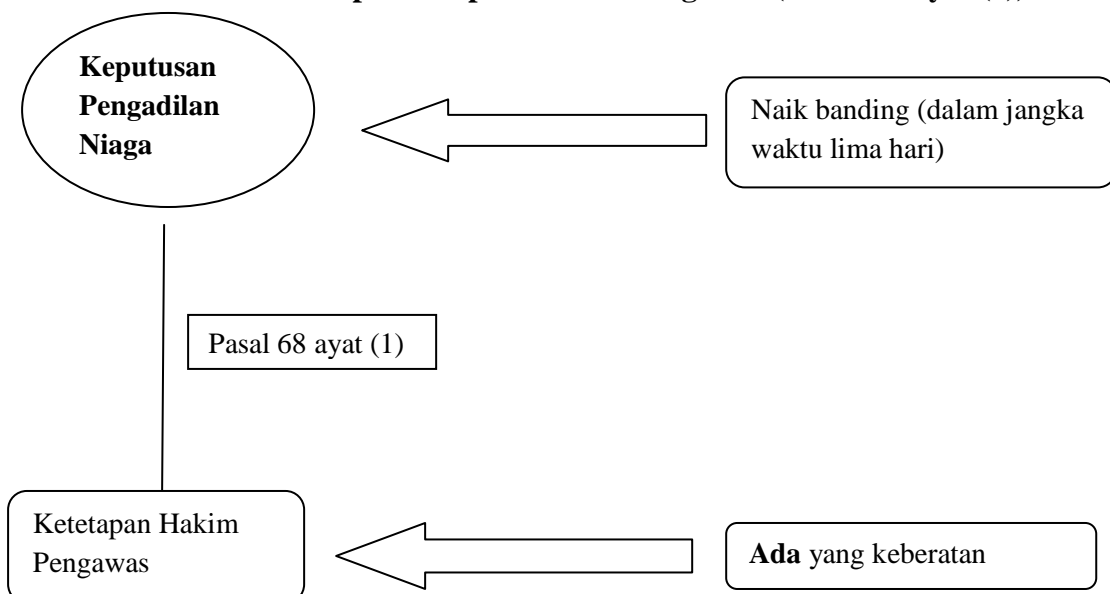 Keputusan
Pengadilan
Niaga
Naik banding (dalam jangka
waktu lima hari)
Pasal 68 ayat (1)
Ketetapan Hakim
Pengawas
Ada yang keberatan